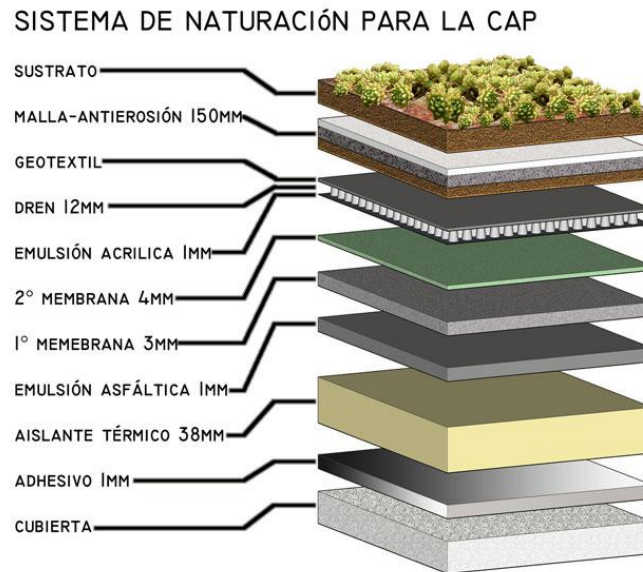 SISTEMA DE NATURACIóN PARA LA CAP
SUSTRATO
MALLA-ANTIEROSIÓN 150MM
GEOTEXTIL
DREN 12MM
EMULSIÓN ACRILICA 1MM
2° MEMBRANA 4MM
1° MEMEBRANA 3MM
EMULSIÓN ASFÁLTICA 1MM
AISLANTE TÉRMICO 38MM
ADHESIVO 1MM
CUBIERTA